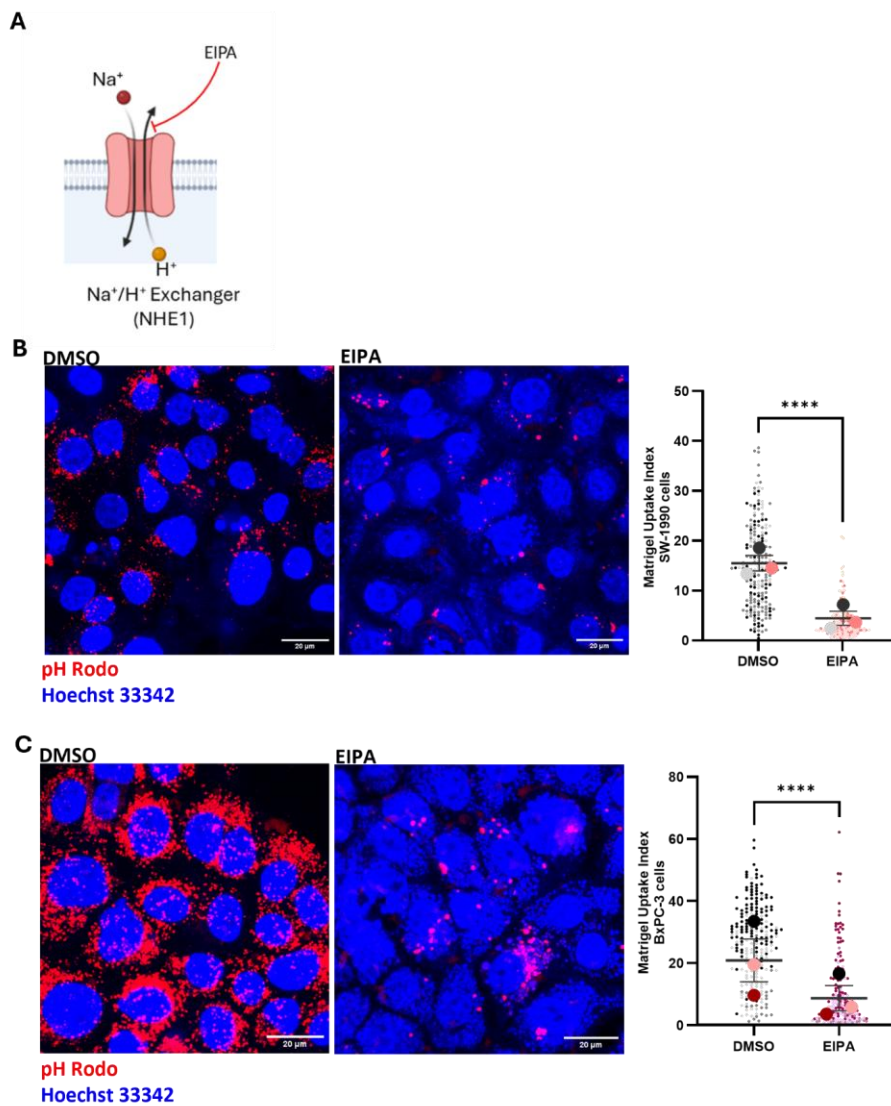 A
EIPA
Na⁺
H⁺
Na⁺/H⁺ Exchanger
(NHE1)
B
DMSO
EIPA
20 µm
20 µm
pH Rodo
Hoechst 33342
Matrigel Uptake Index
SW-1990 cells
50
40
30
20
10
0
****
DMSO
EIPA
C
DMSO
EIPA
20 µm
20 µm
pH Rodo
Hoechst 33342
Matrigel Uptake Index
BxPC-3 cells
80
60
40
20
0
****
DMSO
EIPA